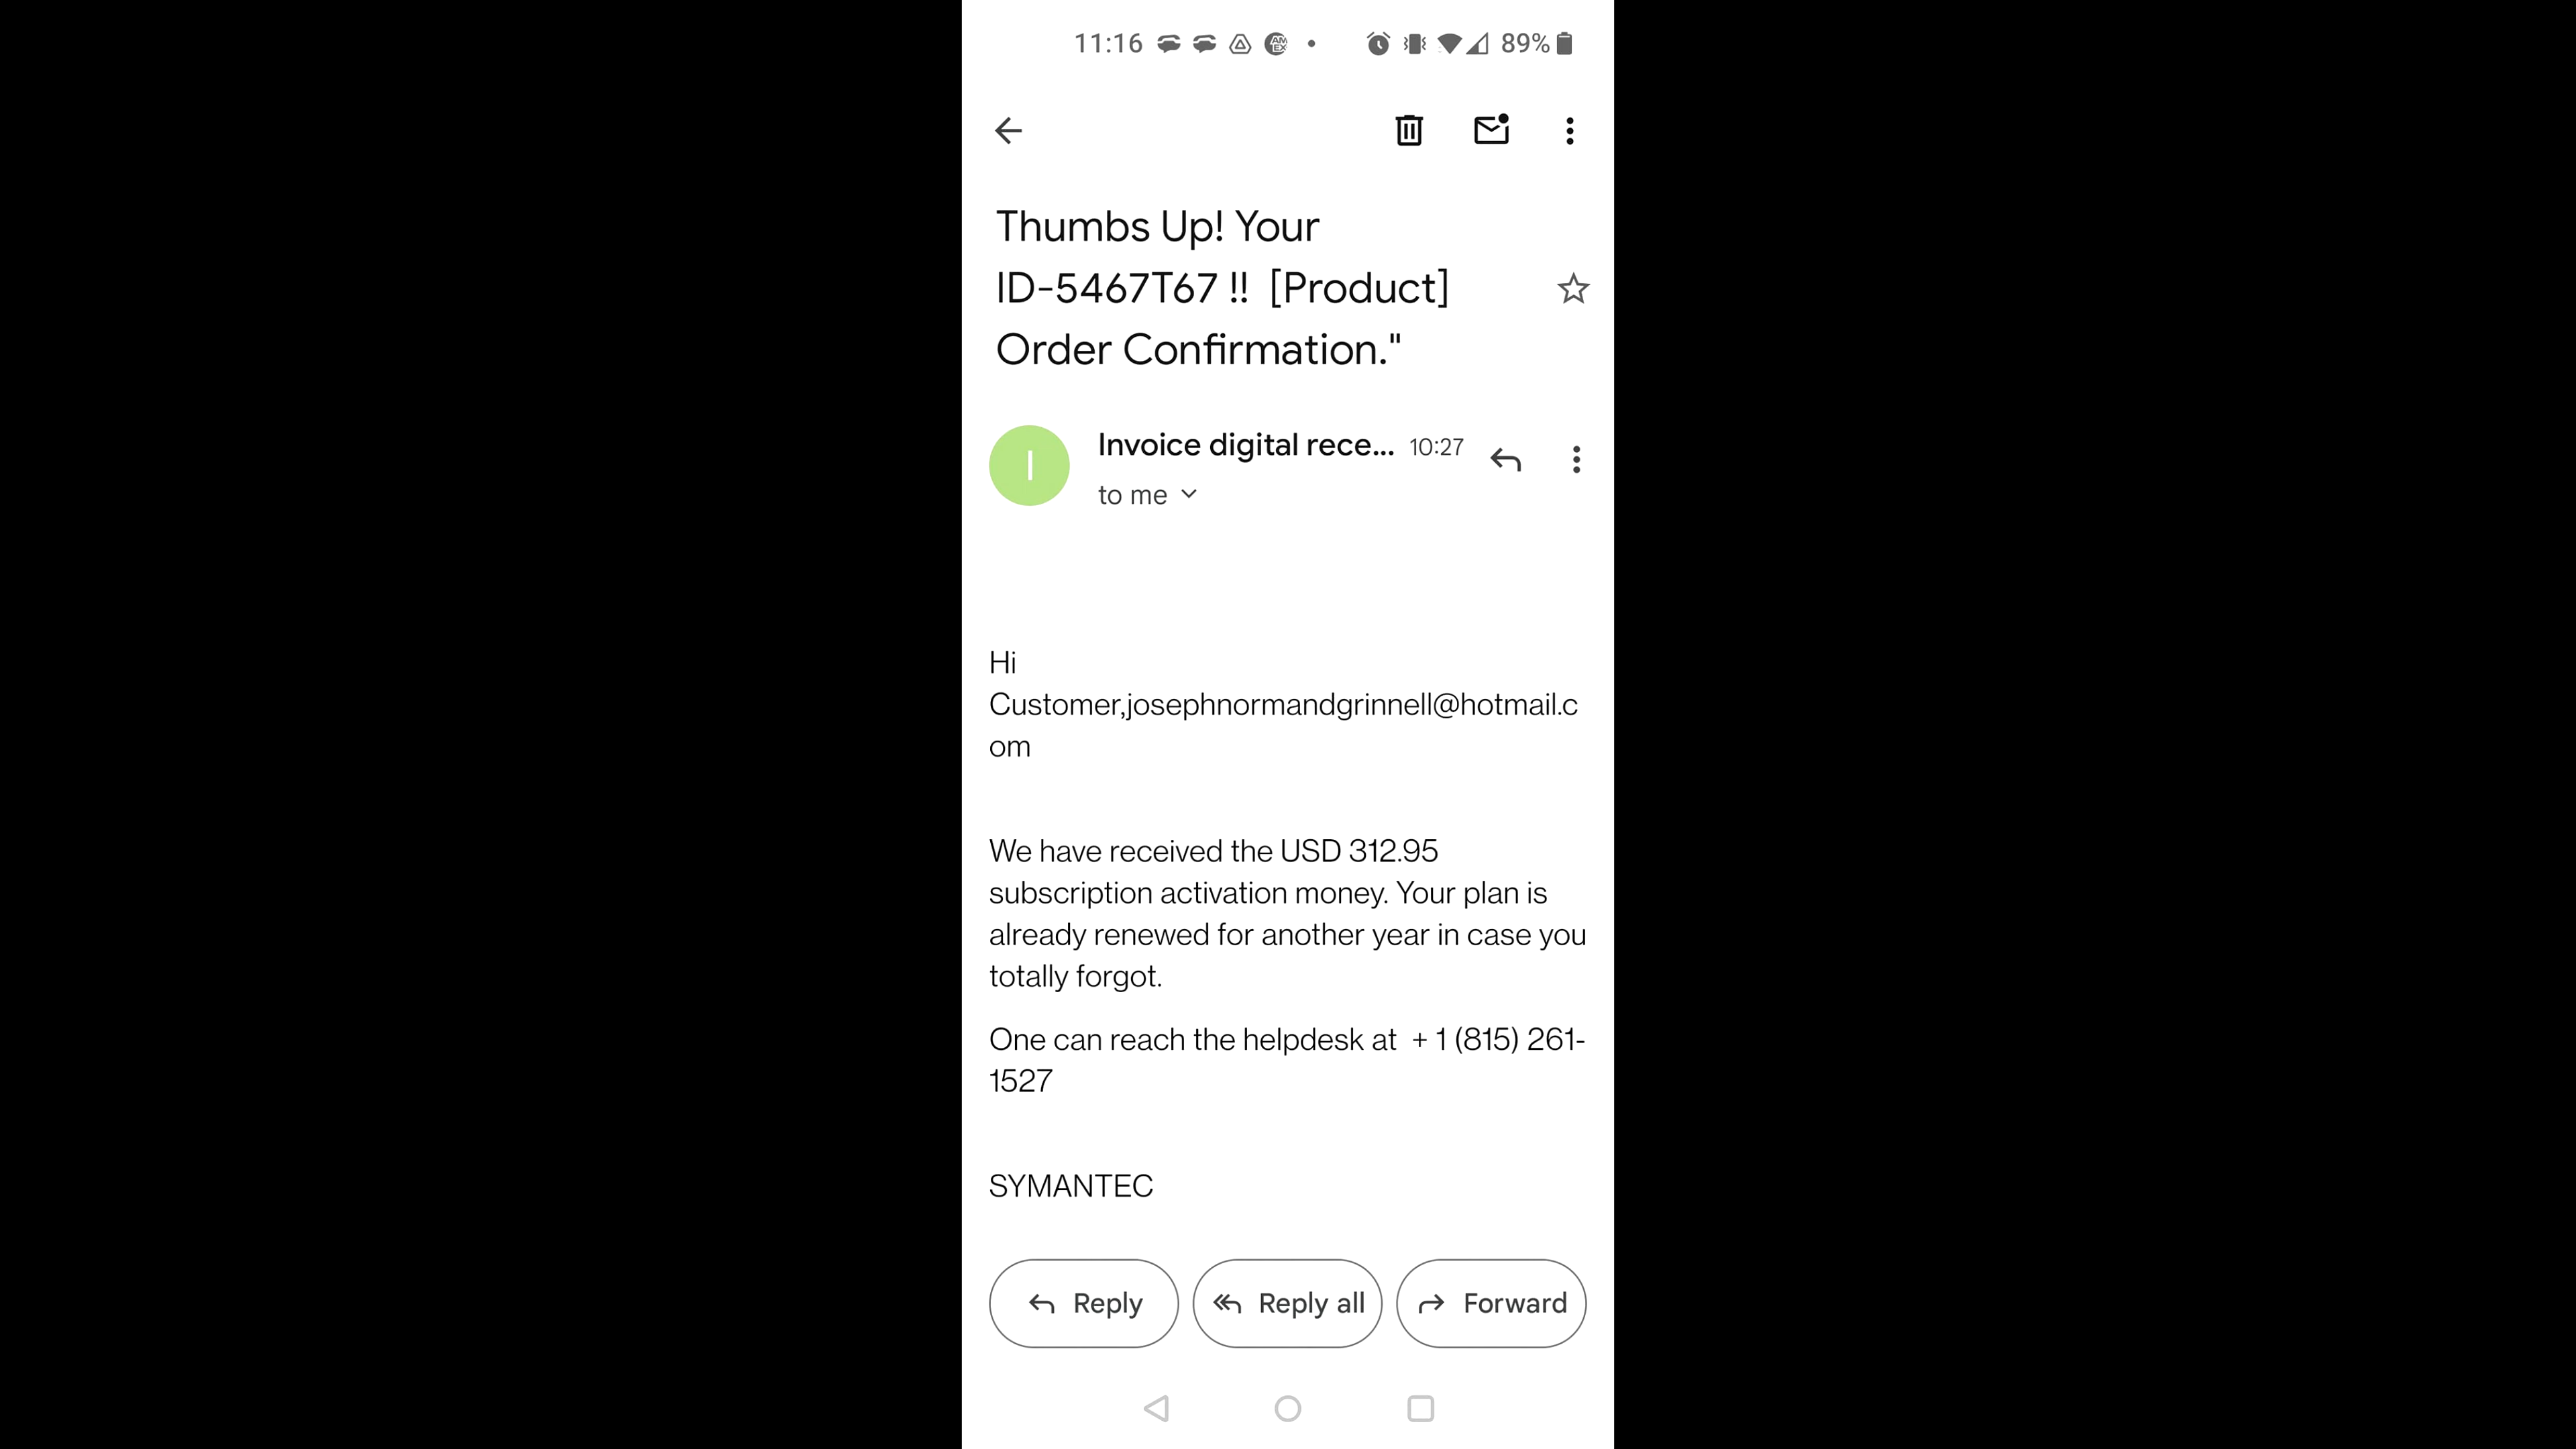 11:16 89%
Thumbs Up! Your
ID-5467T67 !! [Product]
Order Confirmation."
I
Invoice digital rece... 10:27
to me
Hi
Customer,josephnormandgrinnell@hotmail.c
om
We have received the USD 312.95
subscription activation money. Your plan is
already renewed for another year in case you
totally forgot.
One can reach the helpdesk at + 1 (815) 261-
1527
SYMANTEC
Reply Reply all Forward